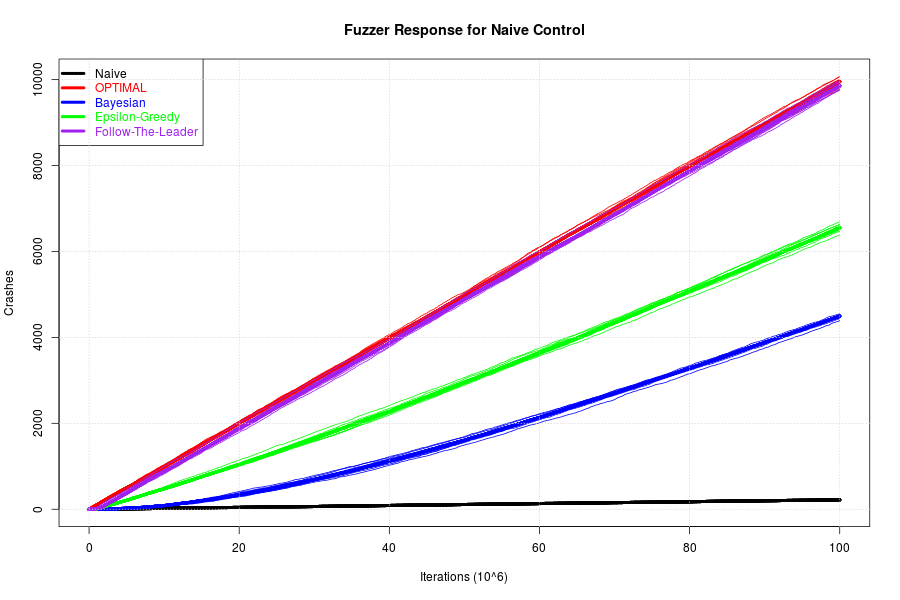 Fuzzer Response for Naive Control
Naive
OPTIMAL
Bayesian
Epsilon-Greedy
Follow-The-Leader
Crashes
10000
8000
6000
4000
2000
0
0 20 40 60 80 100
Iterations (10^6)